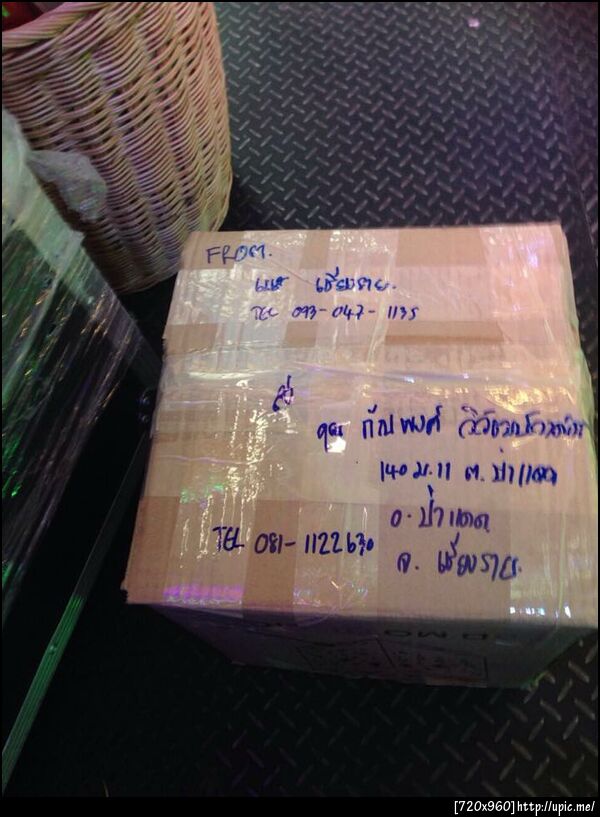 FROM.
เชียงราย.
TEL 093-047-1135
ส่ง
คุณ กัณพงศ์
140 ม.11 ต.ป่าแดด
อ.ป่าแดด
TEL 081-1122630
จ.เชียงราย.
[720x960]http://upic.me/